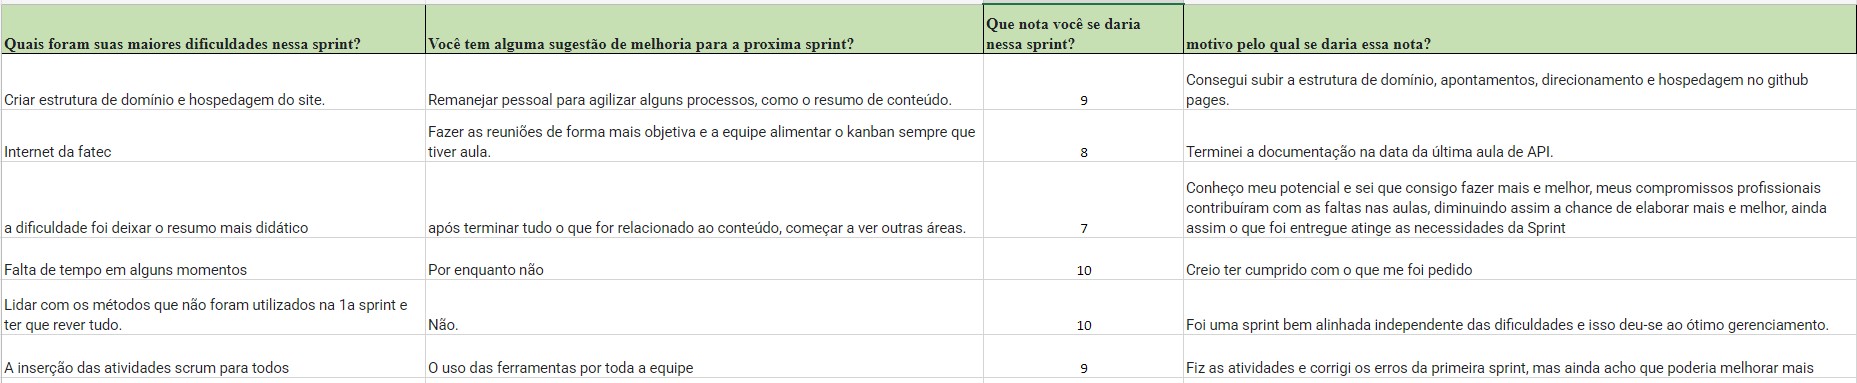 Quais foram suas maiores dificuldades nessa sprint?
Você tem alguma sugestão de melhoria para a proxima sprint?
Que nota você se daria
nessa sprint?
motivo pelo qual se daria essa nota?
Criar estrutura de domínio e hospedagem do site.
Remanejar pessoal para agilizar alguns processos, como o resumo de conteúdo.
9
Consegui subir a estrutura de domínio, apontamentos, direcionamento e hospedagem no github
pages.
Internet da fatec
Fazer as reuniões de forma mais objetiva e a equipe alimentar o kanban sempre que
tiver aula.
8
Terminei a documentação na data da última aula de API.
a dificuldade foi deixar o resumo mais didático
após terminar tudo o que for relacionado ao conteúdo, começar a ver outras áreas.
7
Conheço meu potencial e sei que consigo fazer mais e melhor, meus compromissos profissionais
contribuíram com as faltas nas aulas, diminuindo assim a chance de elaborar mais e melhor, ainda
assim o que foi entregue atinge as necessidades da Sprint
Falta de tempo em alguns momentos
Por enquanto não
10
Creio ter cumprido com o que me foi pedido
Lidar com os métodos que não foram utilizados na 1a sprint e
ter que rever tudo.
Não.
10
Foi uma sprint bem alinhada independente das dificuldades e isso deu-se ao ótimo gerenciamento.
A inserção das atividades scrum para todos
O uso das ferramentas por toda a equipe
9
Fiz as atividades e corrigi os erros da primeira sprint, mas ainda acho que poderia melhorar mais